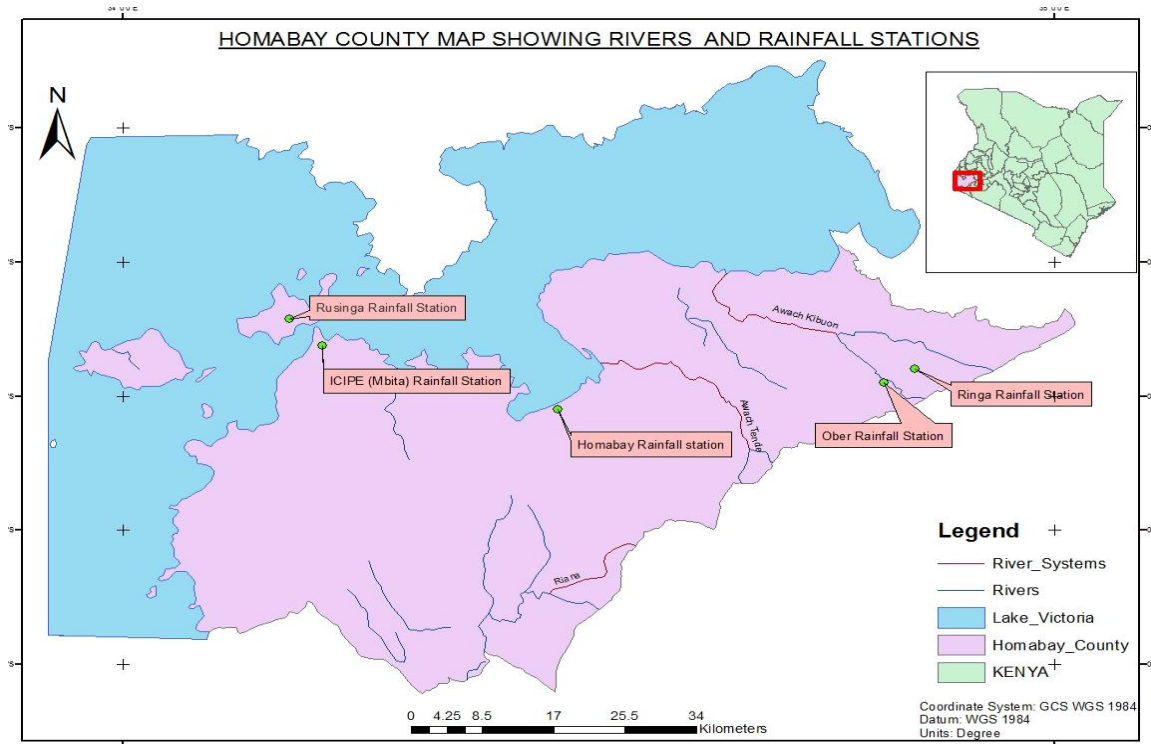 HOMABAY COUNTY MAP SHOWING RIVERS AND RAINFALL STATIONS
N
Rusinga Rainfall Station
Awach Kibuon
ICIPE (Mbita) Rainfall Station
Ringa Rainfall Station
Awach Tende
Ober Rainfall Station
Homabay Rainfall station
Riana
Legend
River_Systems
Rivers
Lake_Victoria
Homabay_County
KENYA
0 4.25 8.5 17 25.5 34
Kilometers
Coordinate System: GCS WGS 1984
Datum: WGS 1984
Units: Degree